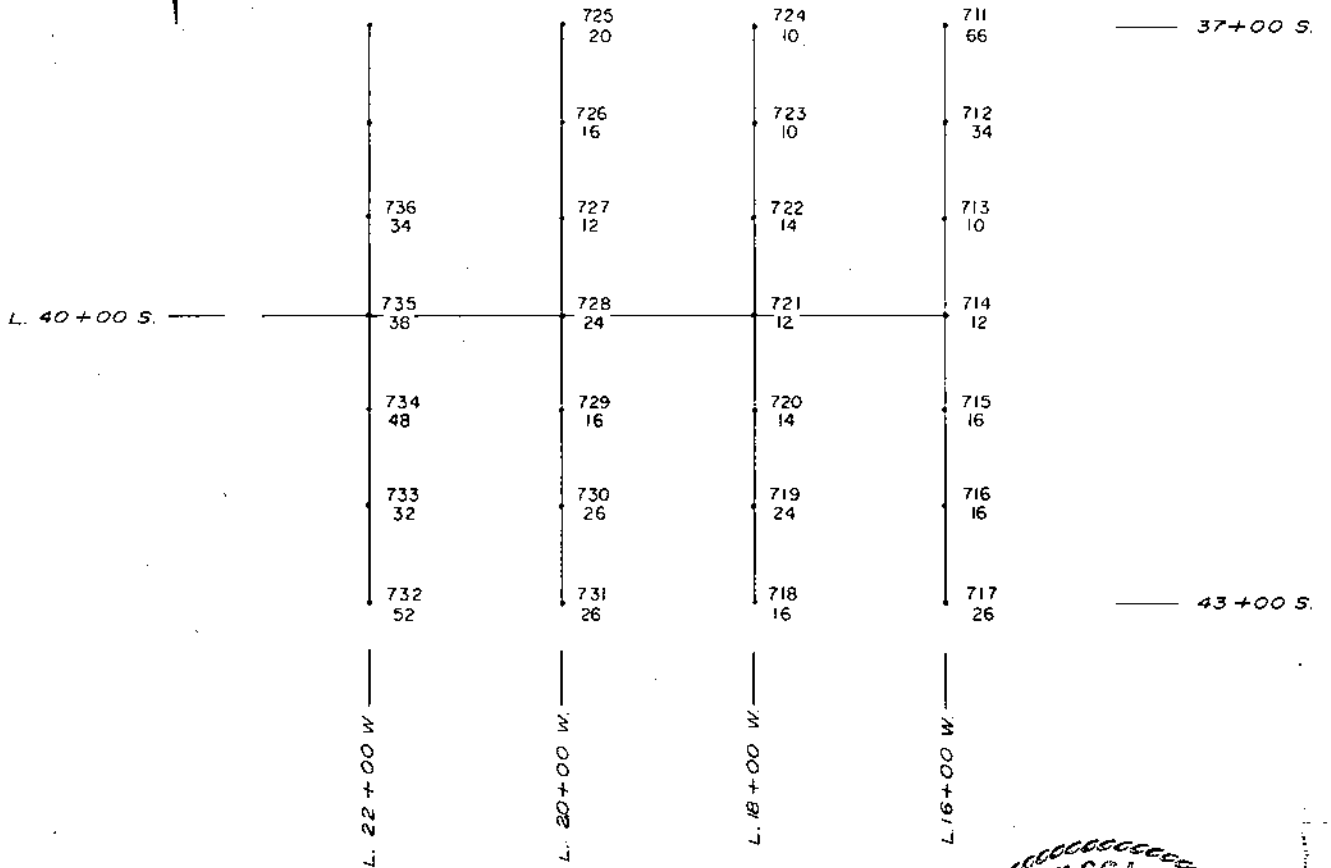 725 724 711
20 10 66
37+00 S.
726 723 712
16 10 34
736 727 722 713
34 12 14 10
L. 40+00 S.
735 728 721 714
38 24 12 12
734 729 720 715
48 16 14 16
733 730 719 716
32 26 24 16
732 731 718 717
52 26 16 26
43+00 S.
L. 22+00 W.
L. 20+00 W.
L. 18+00 W.
L. 16+00 W.